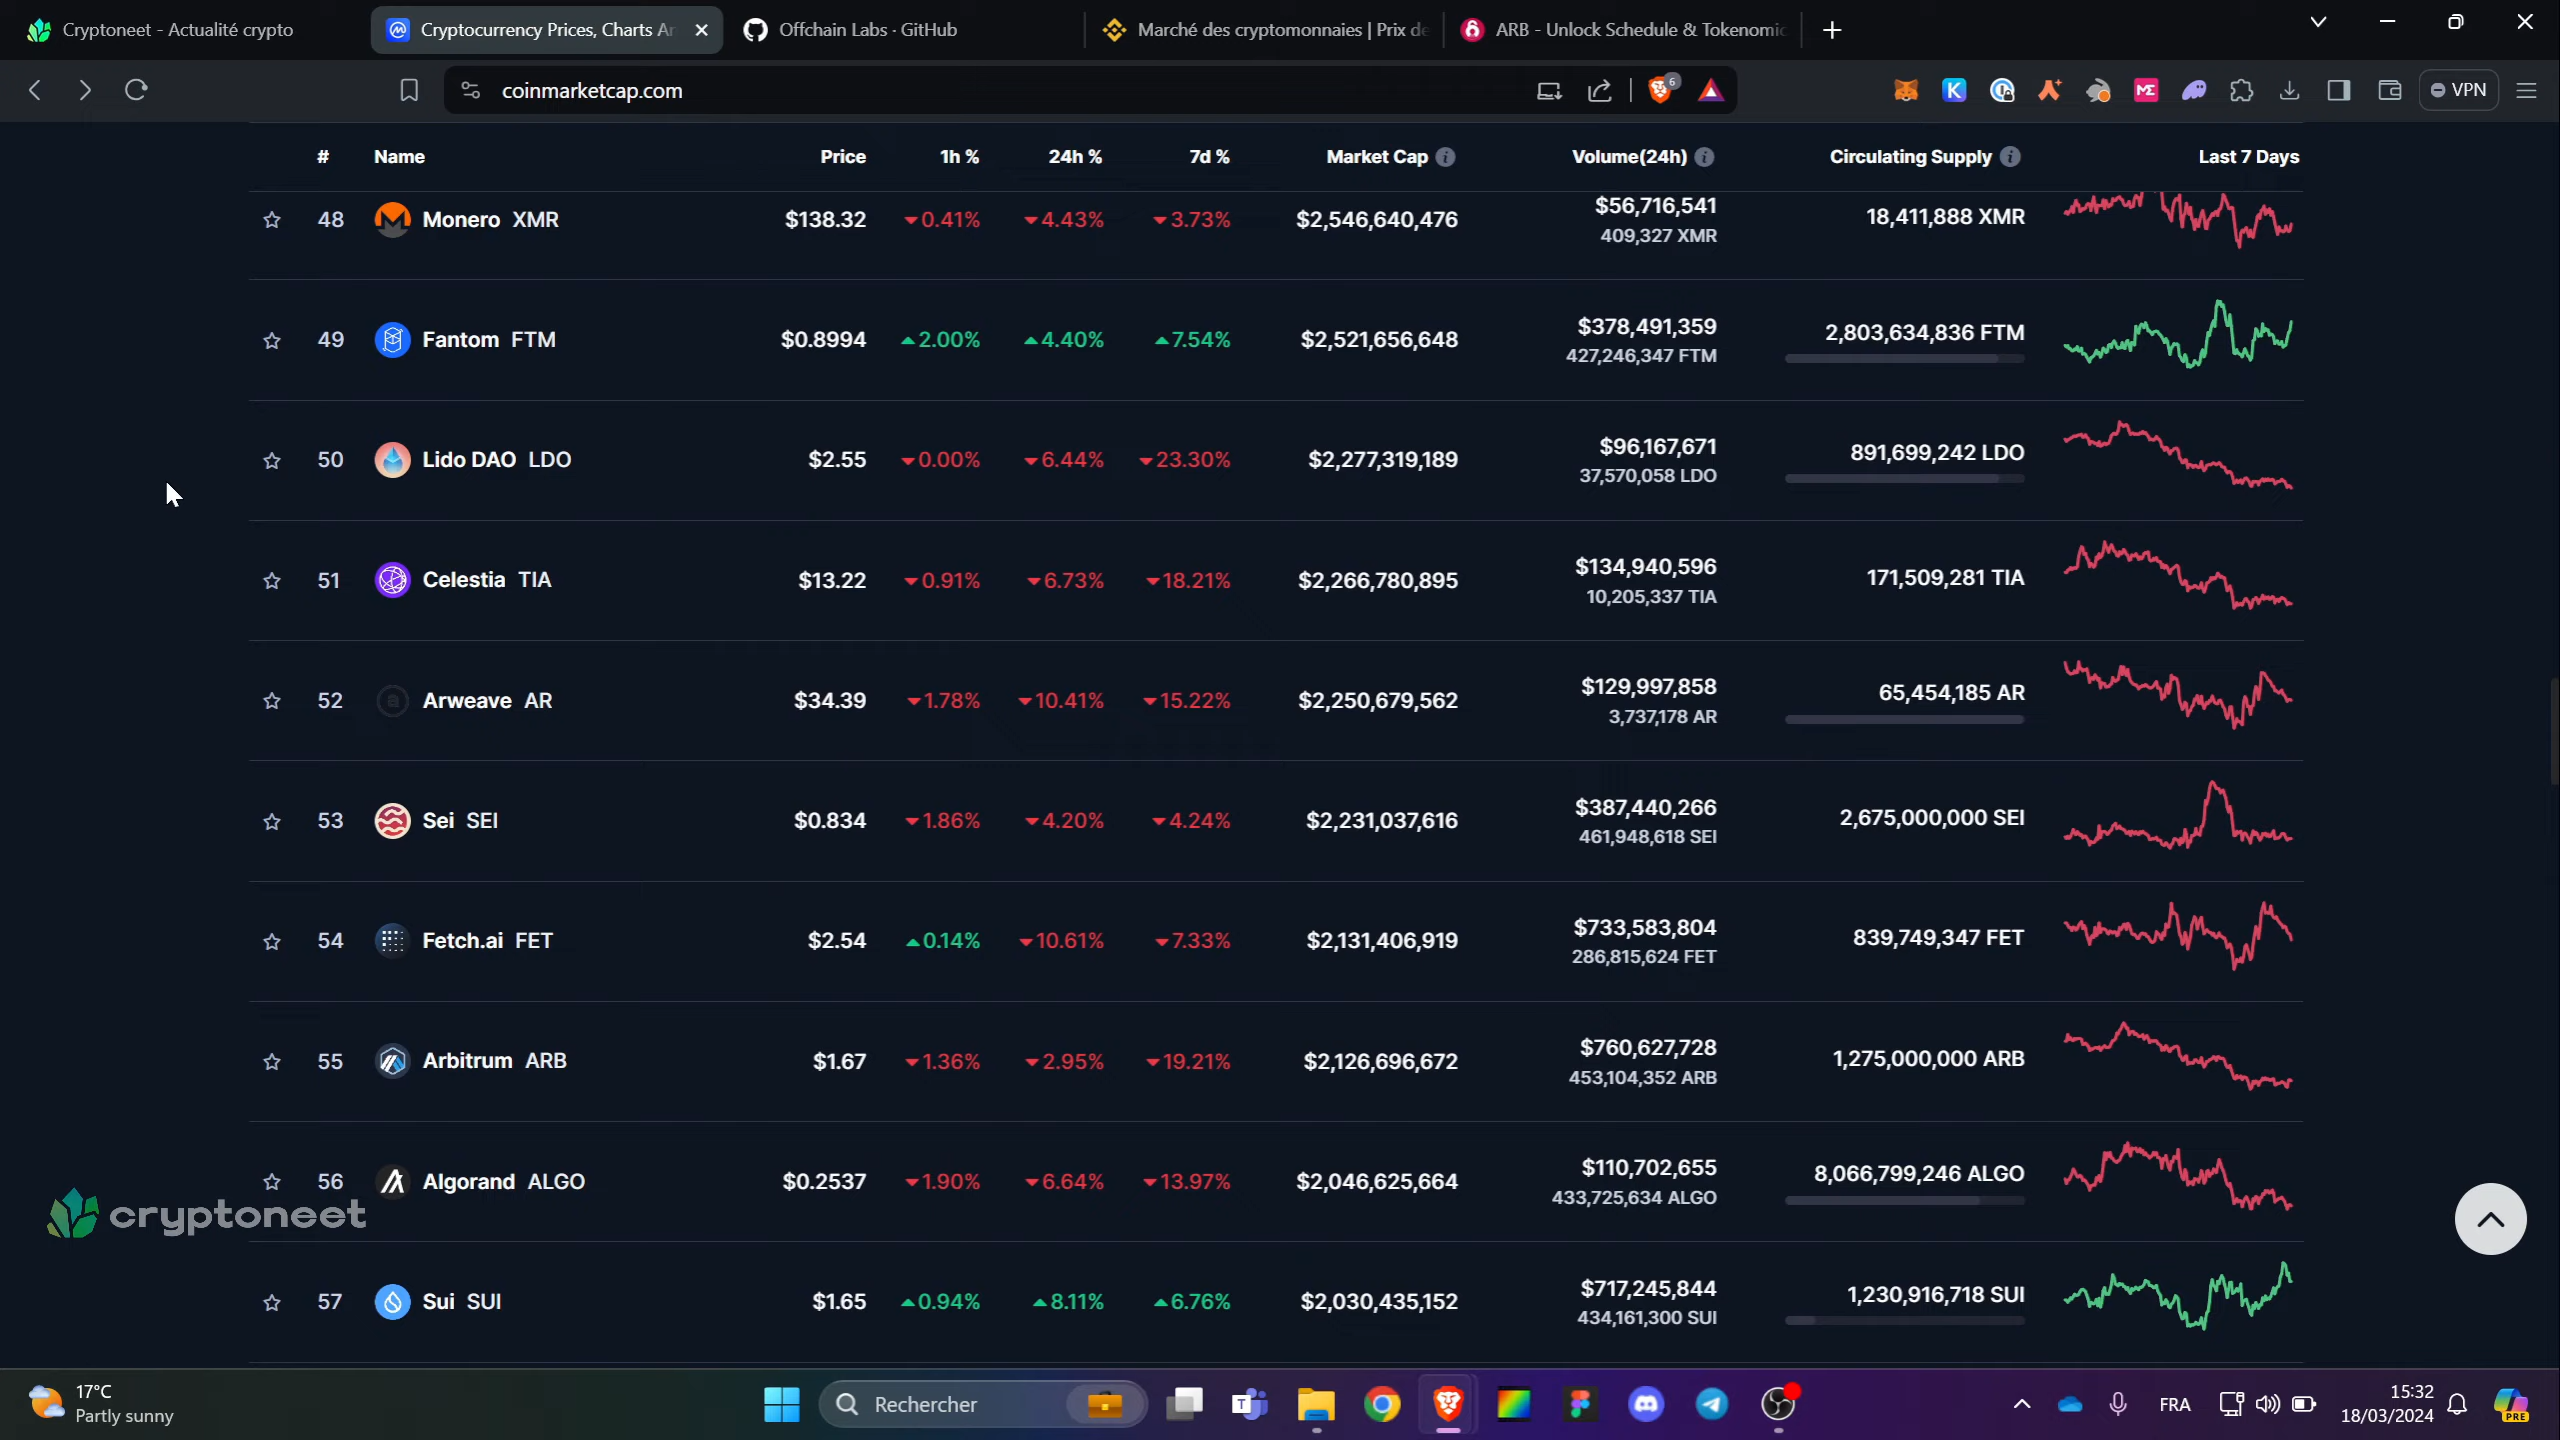 Cryptoneet - Actualité crypto
Cryptocurrency Prices, Charts Ar
Offchain Labs · GitHub
Marché des cryptomonnaies | Prix de
ARB - Unlock Schedule & Tokenomic
coinmarketcap.com
6
VPN
# Name Price 1h % 24h % 7d % Market Cap Volume(24h) Circulating Supply Last 7 Days
48 Monero XMR $138.32 0.41% 4.43% 3.73% $2,546,640,476 $56,716,541 18,411,888 XMR
409,327 XMR
49 Fantom FTM $0.8994 2.00% 4.40% 7.54% $2,521,656,648 $378,491,359 2,803,634,836 FTM
427,246,347 FTM
50 Lido DAO LDO $2.55 0.00% 6.44% 23.30% $2,277,319,189 $96,167,671 891,699,242 LDO
37,570,058 LDO
51 Celestia TIA $13.22 0.91% 6.73% 18.21% $2,266,780,895 $134,940,596 171,509,281 TIA
10,205,337 TIA
52 Arweave AR $34.39 1.78% 10.41% 15.22% $2,250,679,562 $129,997,858 65,454,185 AR
3,737,178 AR
53 Sei SEI $0.834 1.86% 4.20% 4.24% $2,231,037,616 $387,440,266 2,675,000,000 SEI
461,948,618 SEI
54 Fetch.ai FET $2.54 0.14% 10.61% 7.33% $2,131,406,919 $733,583,804 839,749,347 FET
286,815,624 FET
55 Arbitrum ARB $1.67 1.36% 2.95% 19.21% $2,126,696,672 $760,627,728 1,275,000,000 ARB
453,104,352 ARB
56 Algorand ALGO $0.2537 1.90% 6.64% 13.97% $2,046,625,664 $110,702,655 8,066,799,246 ALGO
433,725,634 ALGO
cryptoneet
57 Sui SUI $1.65 0.94% 8.11% 6.76% $2,030,435,152 $717,245,844 1,230,916,718 SUI
434,161,300 SUI
17°C
Partly sunny
Rechercher
FRA
15:32
18/03/2024
PRE